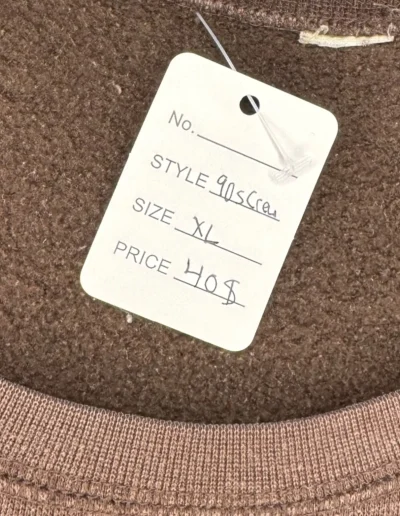 No.
STYLE 90s Crew
SIZE XL
PRICE 40$